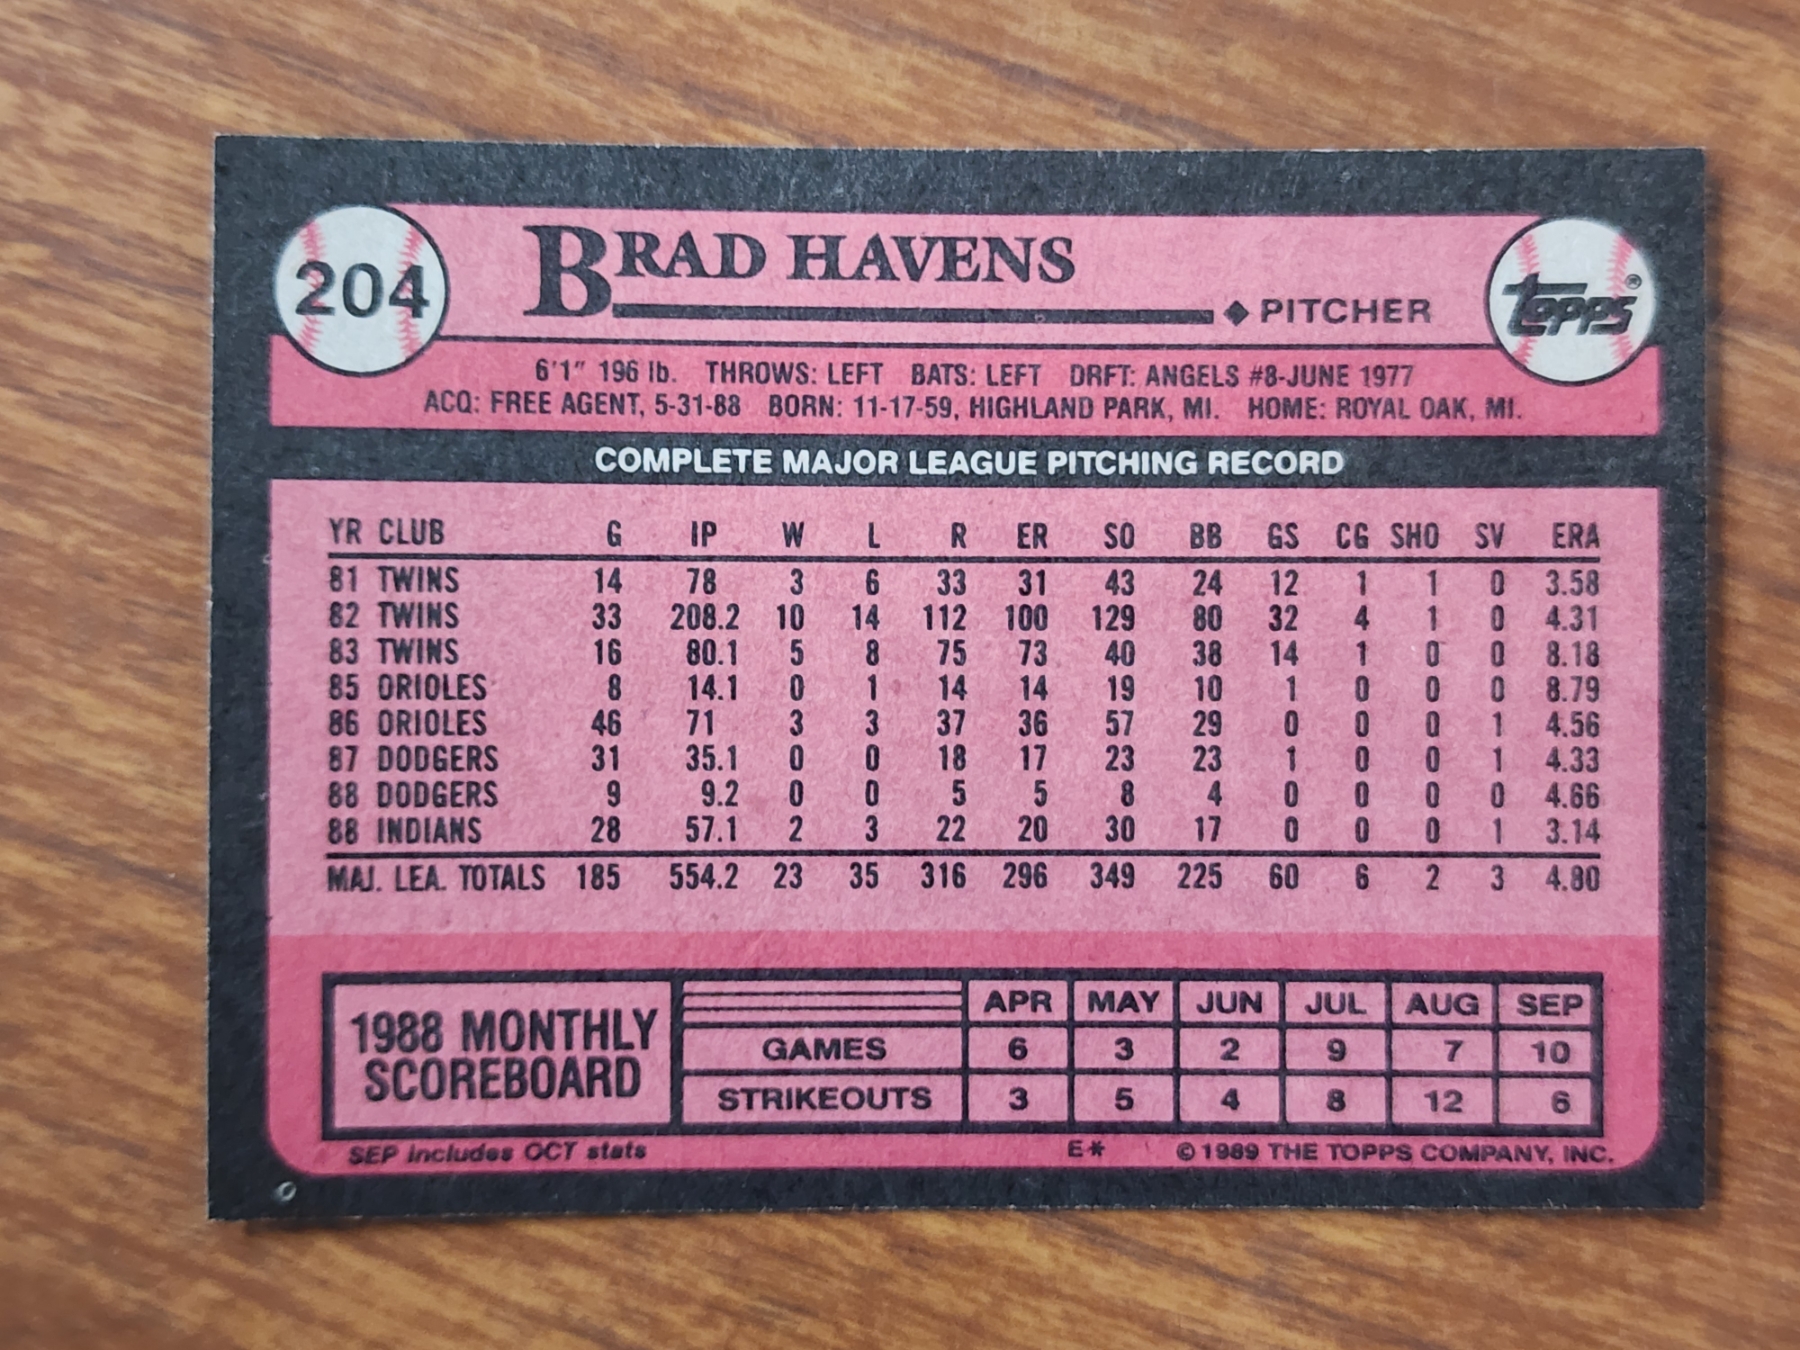 204
BRAD HAVENS
◆ PITCHER
topps®
6'1" 196 lb. THROWS: LEFT BATS: LEFT DRFT: ANGELS #8-JUNE 1977
ACQ: FREE AGENT, 5-31-88 BORN: 11-17-59, HIGHLAND PARK, MI. HOME: ROYAL OAK, MI.
COMPLETE MAJOR LEAGUE PITCHING RECORD
YR CLUB G IP W L R ER SO BB GS CG SHO SV ERA
81 TWINS 14 78 3 6 33 31 43 24 12 1 1 0 3.58
82 TWINS 33 208.2 10 14 112 100 129 80 32 4 1 0 4.31
83 TWINS 16 80.1 5 8 75 73 40 38 14 1 0 0 8.18
85 ORIOLES 8 14.1 0 1 14 14 19 10 1 0 0 0 8.79
86 ORIOLES 46 71 3 3 37 36 57 29 0 0 0 1 4.56
87 DODGERS 31 35.1 0 0 18 17 23 23 1 0 0 1 4.33
88 DODGERS 9 9.2 0 0 5 5 8 4 0 0 0 0 4.66
88 INDIANS 28 57.1 2 3 22 20 30 17 0 0 0 1 3.14
MAJ. LEA. TOTALS 185 554.2 23 35 316 296 349 225 60 6 2 3 4.80
1988 MONTHLY
SCOREBOARD
APR MAY JUN JUL AUG SEP
GAMES 6 3 2 9 7 10
STRIKEOUTS 3 5 4 8 12 6
SEP includes OCT stats
E*
© 1989 THE TOPPS COMPANY, INC.